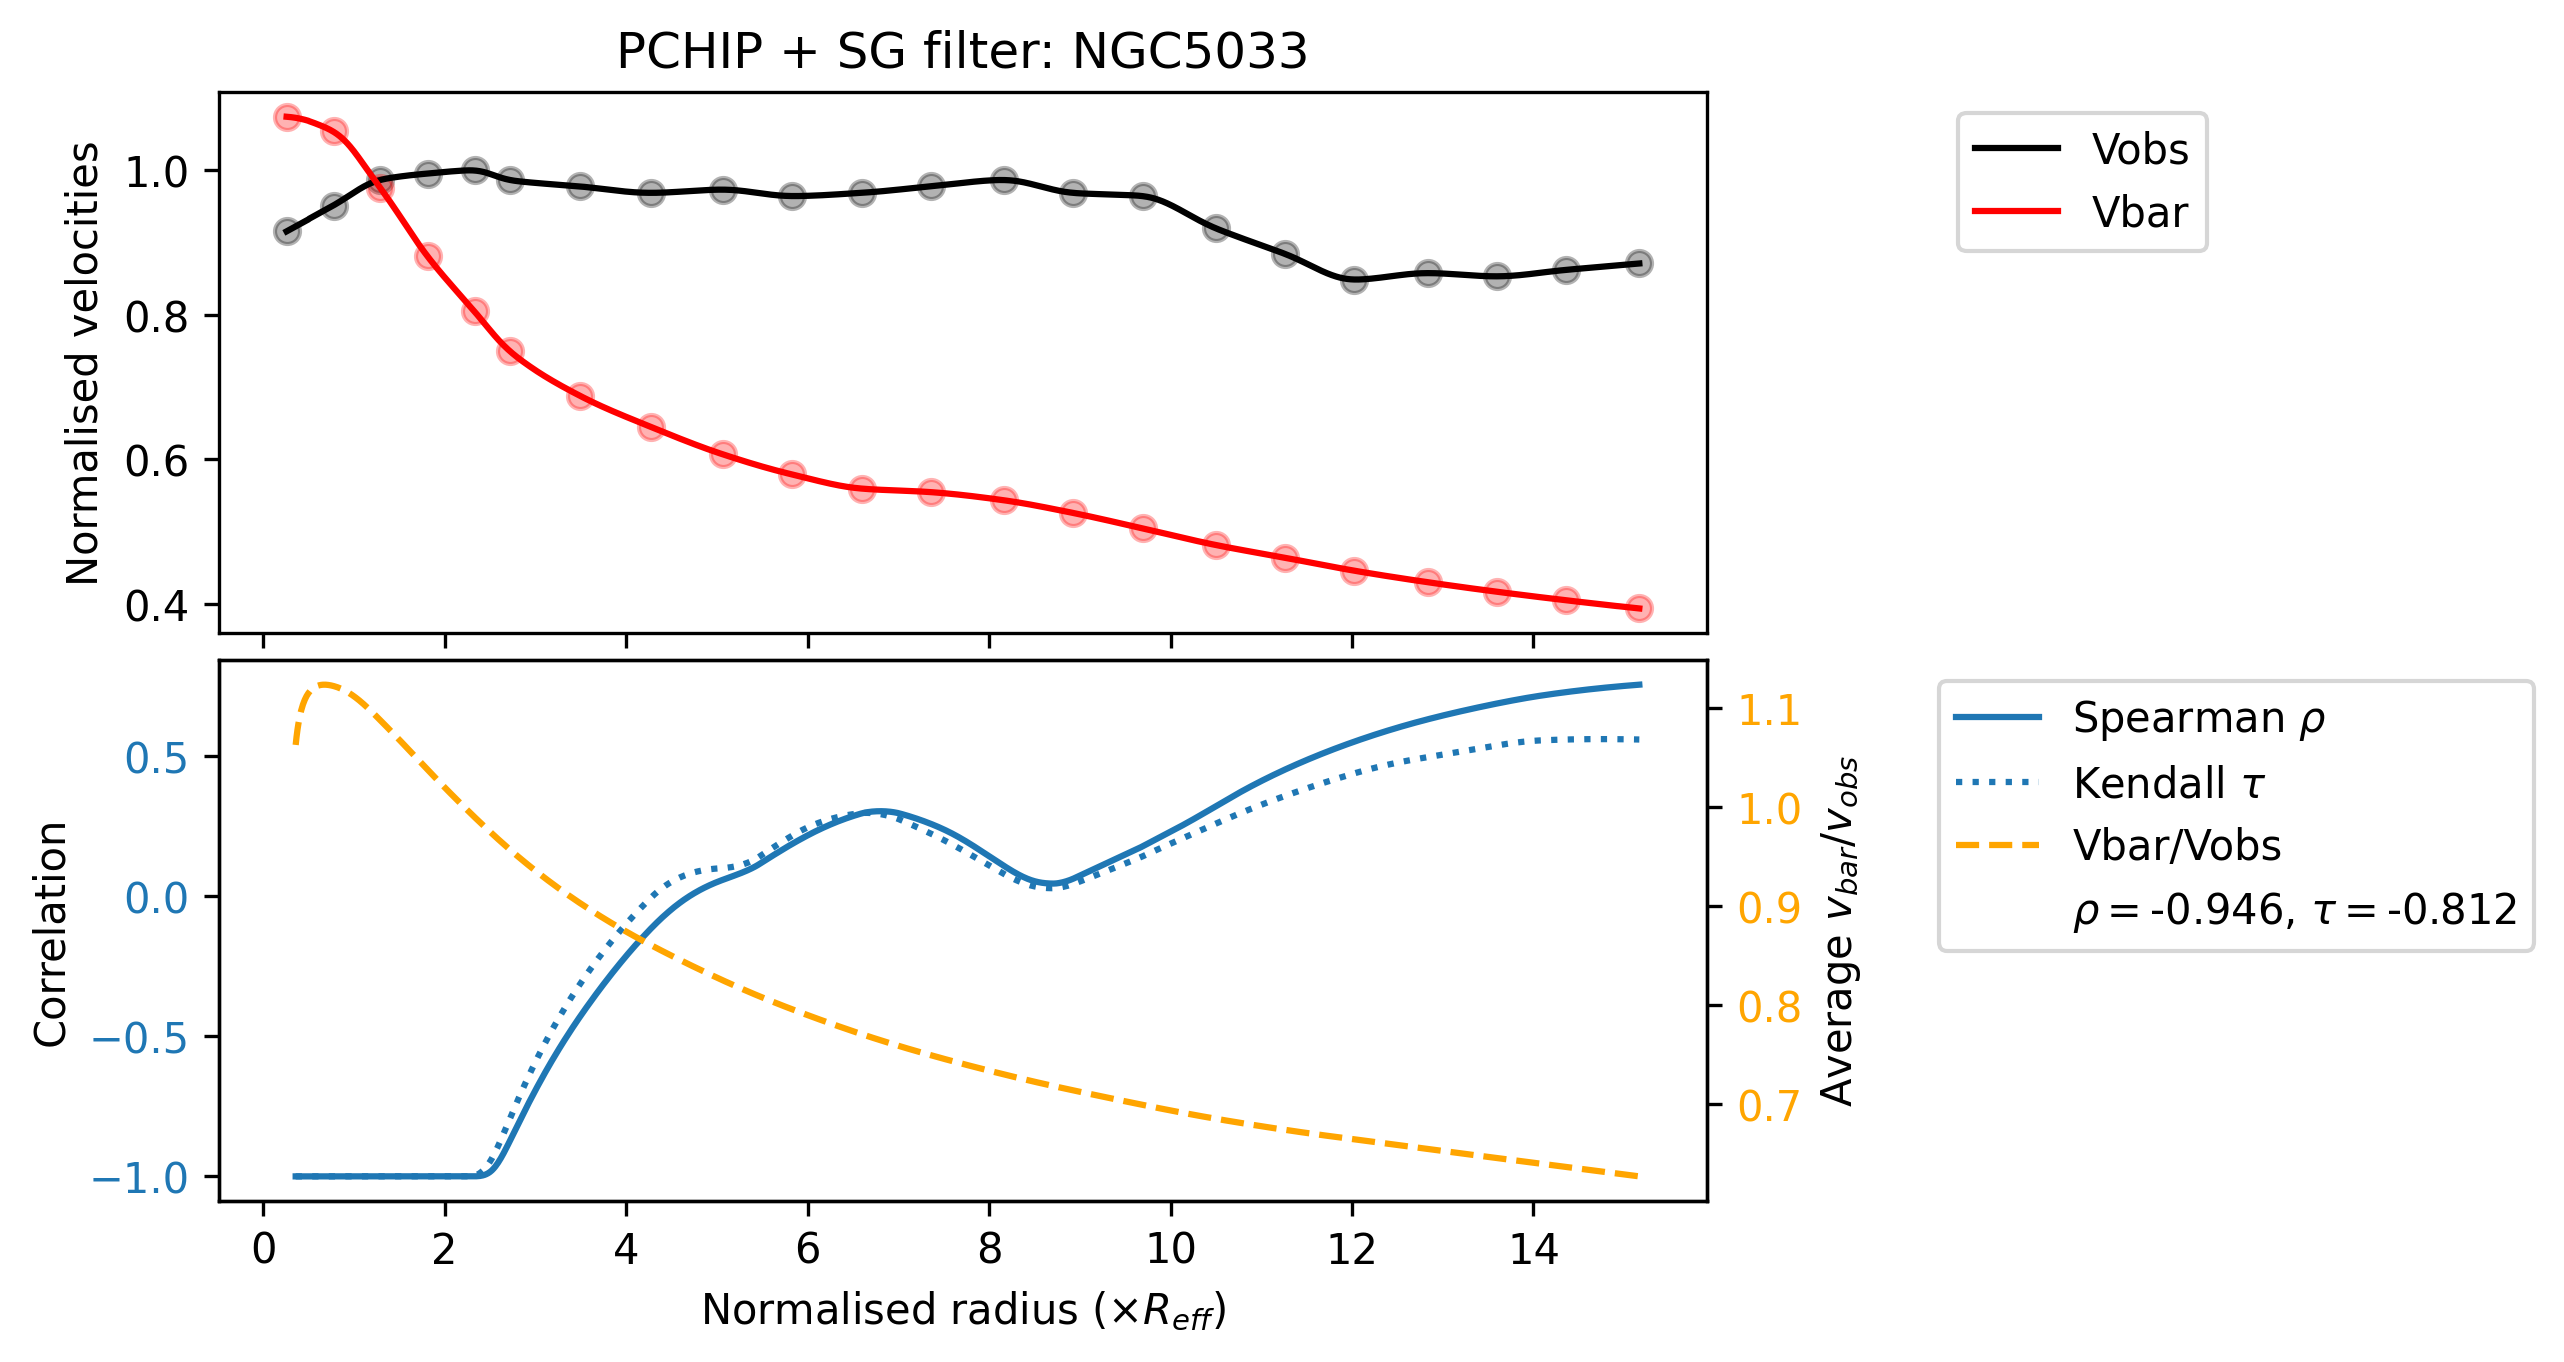 PCHIP + SG filter: NGC5033
Normalised velocities
1.0
0.8
0.6
0.4
Vobs
Vbar
Correlation
0.5
0.0
−0.5
−1.0
1.1
1.0
0.9
0.8
0.7
Average v_bar/v_obs
Spearman ρ
Kendall τ
Vbar/Vobs
ρ = -0.946, τ = -0.812
0 2 4 6 8 10 12 14
Normalised radius (×R_eff)